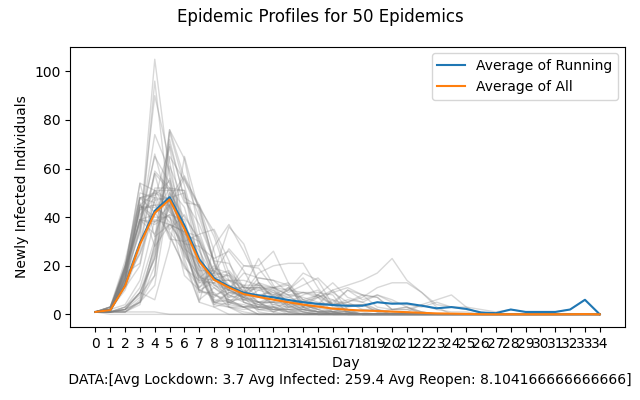 Epidemic Profiles for 50 Epidemics
Average of Running
Average of All
Newly Infected Individuals
100
80
60
40
20
0
0 1 2 3 4 5 6 7 8 9 10 11 12 13 14 15 16 17 18 19 20 21 22 23 24 25 26 27 28 29 30 31 32 33 34
Day
DATA:[Avg Lockdown: 3.7 Avg Infected: 259.4 Avg Reopen: 8.104166666666666]